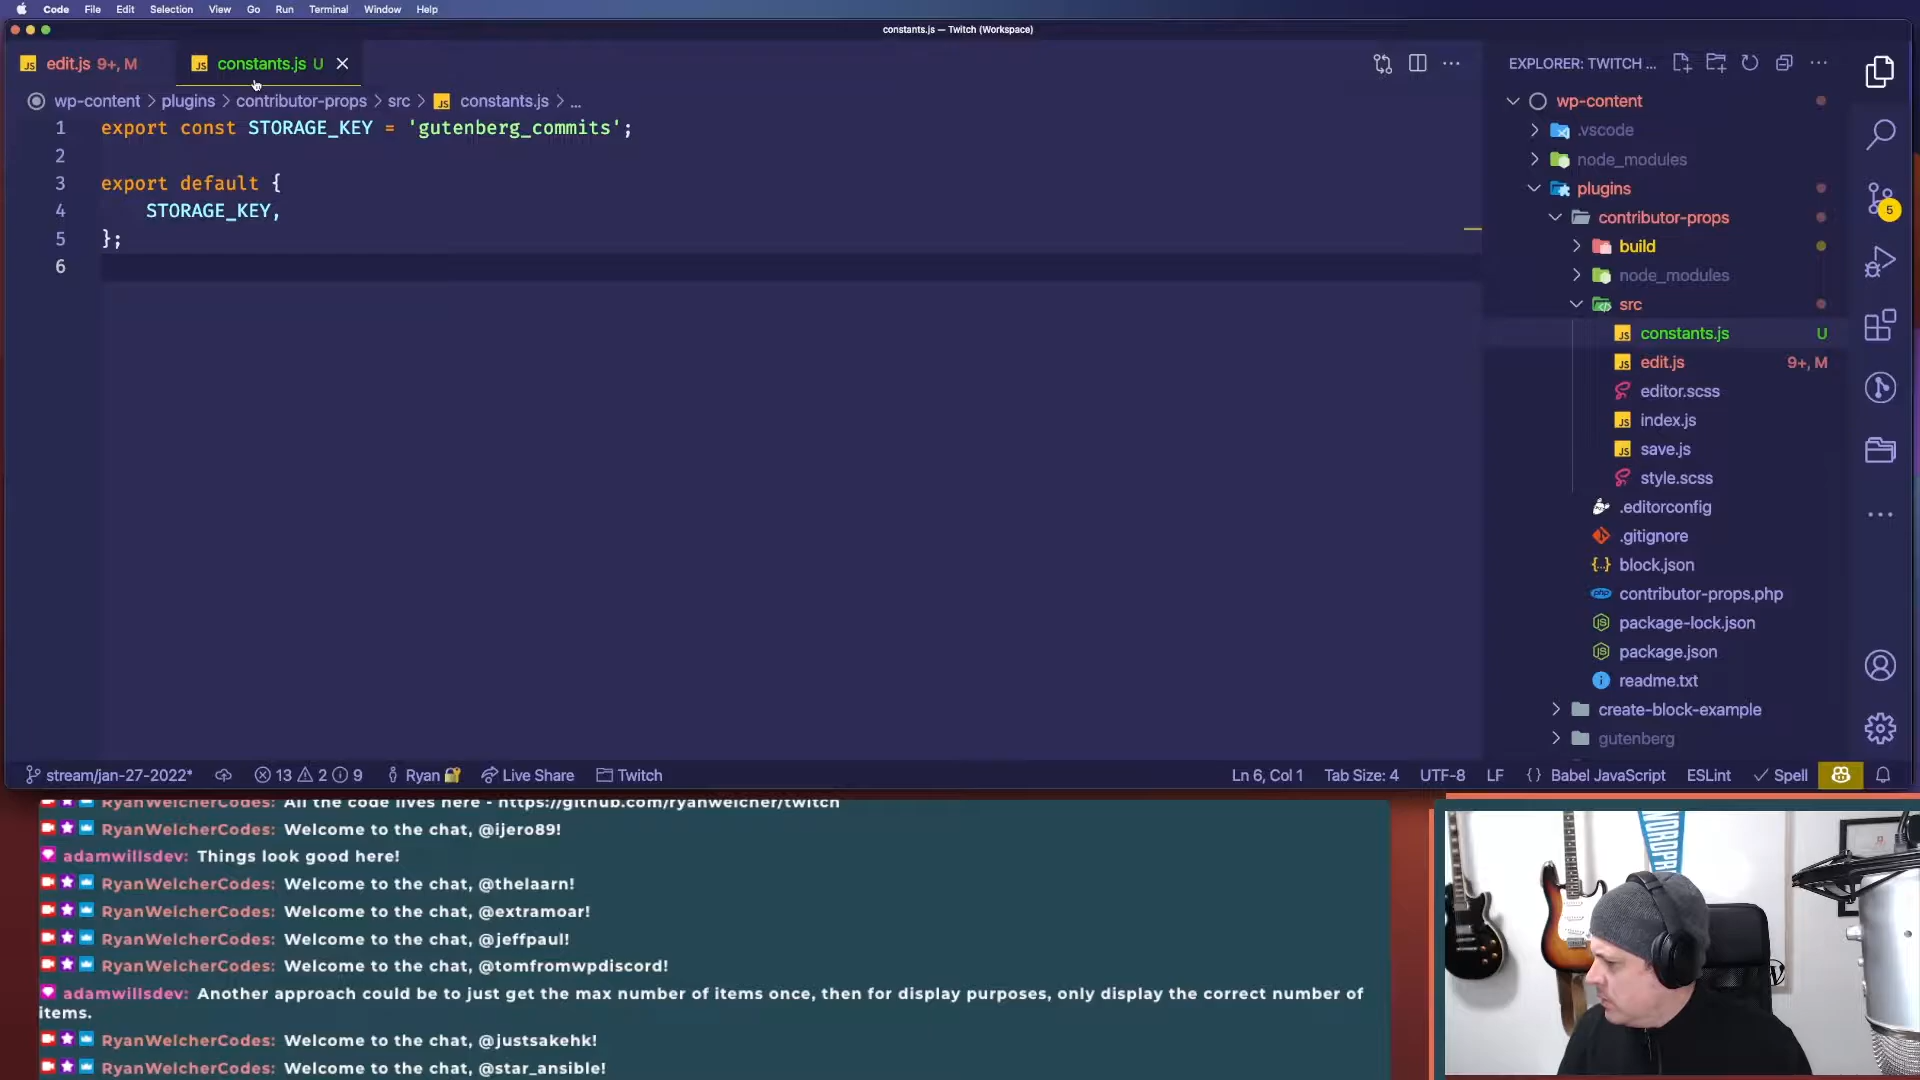 Code File Edit Selection View Go Run Terminal Window Help
constants.js — Twitch (Workspace)
edit.js 9+, M
constants.js U
EXPLORER: TWITCH ...
wp-content > plugins > contributor-props > src > constants.js > ...
1 export const STORAGE_KEY = 'gutenberg_commits';
2
3 export default {
4 STORAGE_KEY,
5 };
6
wp-content
.vscode
node_modules
plugins
contributor-props
build
node_modules
src
constants.js U
edit.js 9+, M
editor.scss
index.js
save.js
style.scss
.editorconfig
.gitignore
block.json
contributor-props.php
package-lock.json
package.json
readme.txt
create-block-example
gutenberg
5
stream/jan-27-2022* 13 2 9 Ryan Live Share Twitch
Ln 6, Col 1 Tab Size: 4 UTF-8 LF {} Babel JavaScript ESLint Spell
RyanWelcherCodes: All the code lives here - https://github.com/ryanwelcher/twitch
RyanWelcherCodes: Welcome to the chat, @ijero89!
adamwillsdev: Things look good here!
RyanWelcherCodes: Welcome to the chat, @thelaarn!
RyanWelcherCodes: Welcome to the chat, @extramoar!
RyanWelcherCodes: Welcome to the chat, @jeffpaul!
RyanWelcherCodes: Welcome to the chat, @tomfromwpdiscord!
adamwillsdev: Another approach could be to just get the max number of items once, then for display purposes, only display the correct number of
items.
RyanWelcherCodes: Welcome to the chat, @justsakehk!
RyanWelcherCodes: Welcome to the chat, @star_ansible!